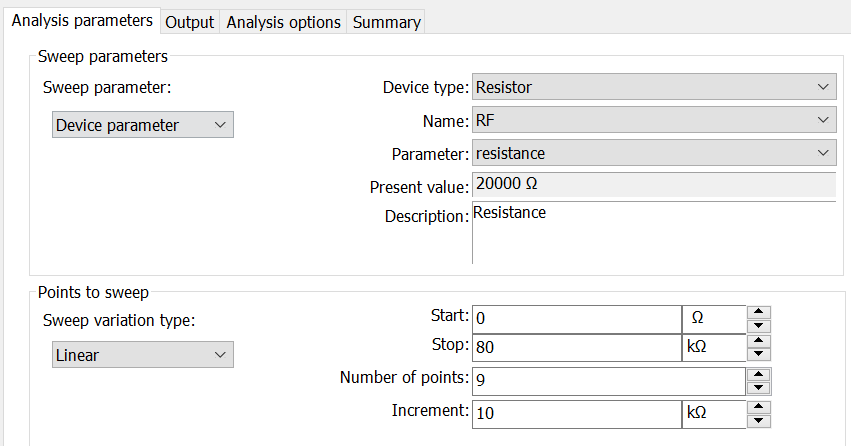 Analysis parameters Output Analysis options Summary
Sweep parameters
Sweep parameter:
Device parameter
Device type: Resistor
Name: RF
Parameter: resistance
Present value: 20000 Ω
Description: Resistance
Points to sweep
Sweep variation type:
Linear
Start: 0 Ω
Stop: 80 kΩ
Number of points: 9
Increment: 10 kΩ